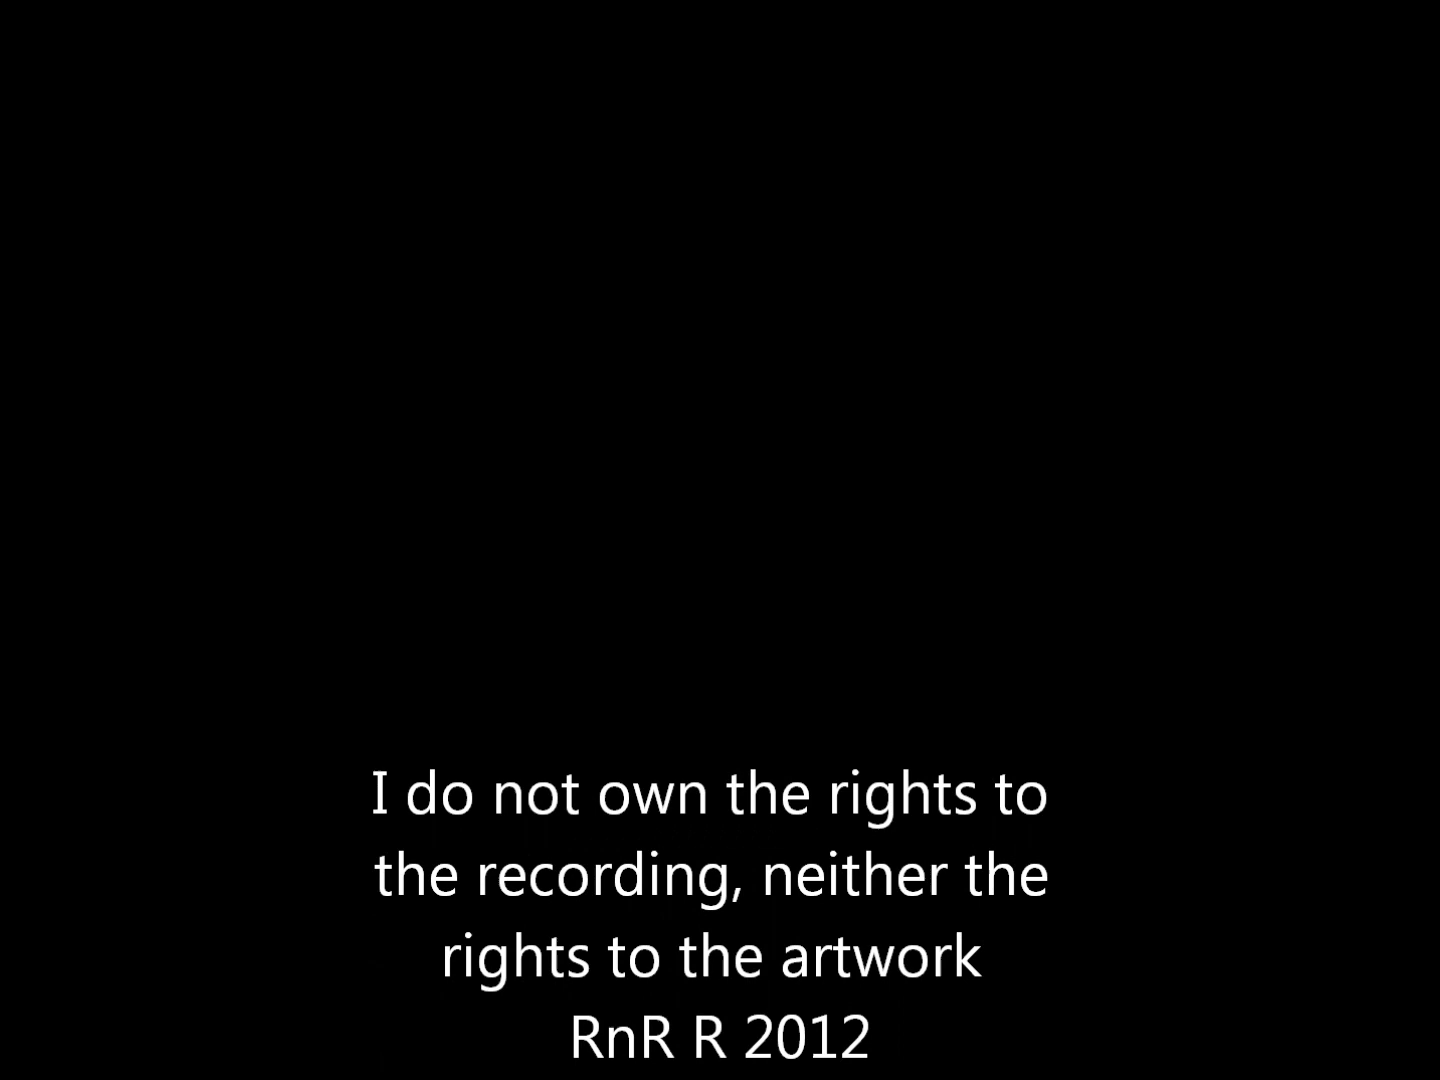 I do not own the rights to
the recording, neither the
rights to the artwork
RnR R 2012